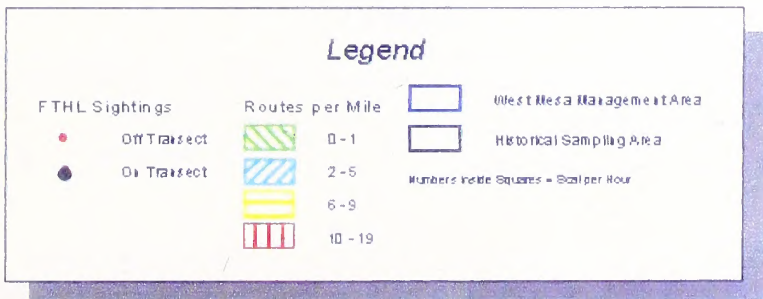 Legend
FTHL Sightings
Off Transect
On Transect
Routes per Mile
0-1
2-5
6-9
10-19
West Mesa Management Area
Historical Sampling Area
Numbers inside Squares = Scat per Hour